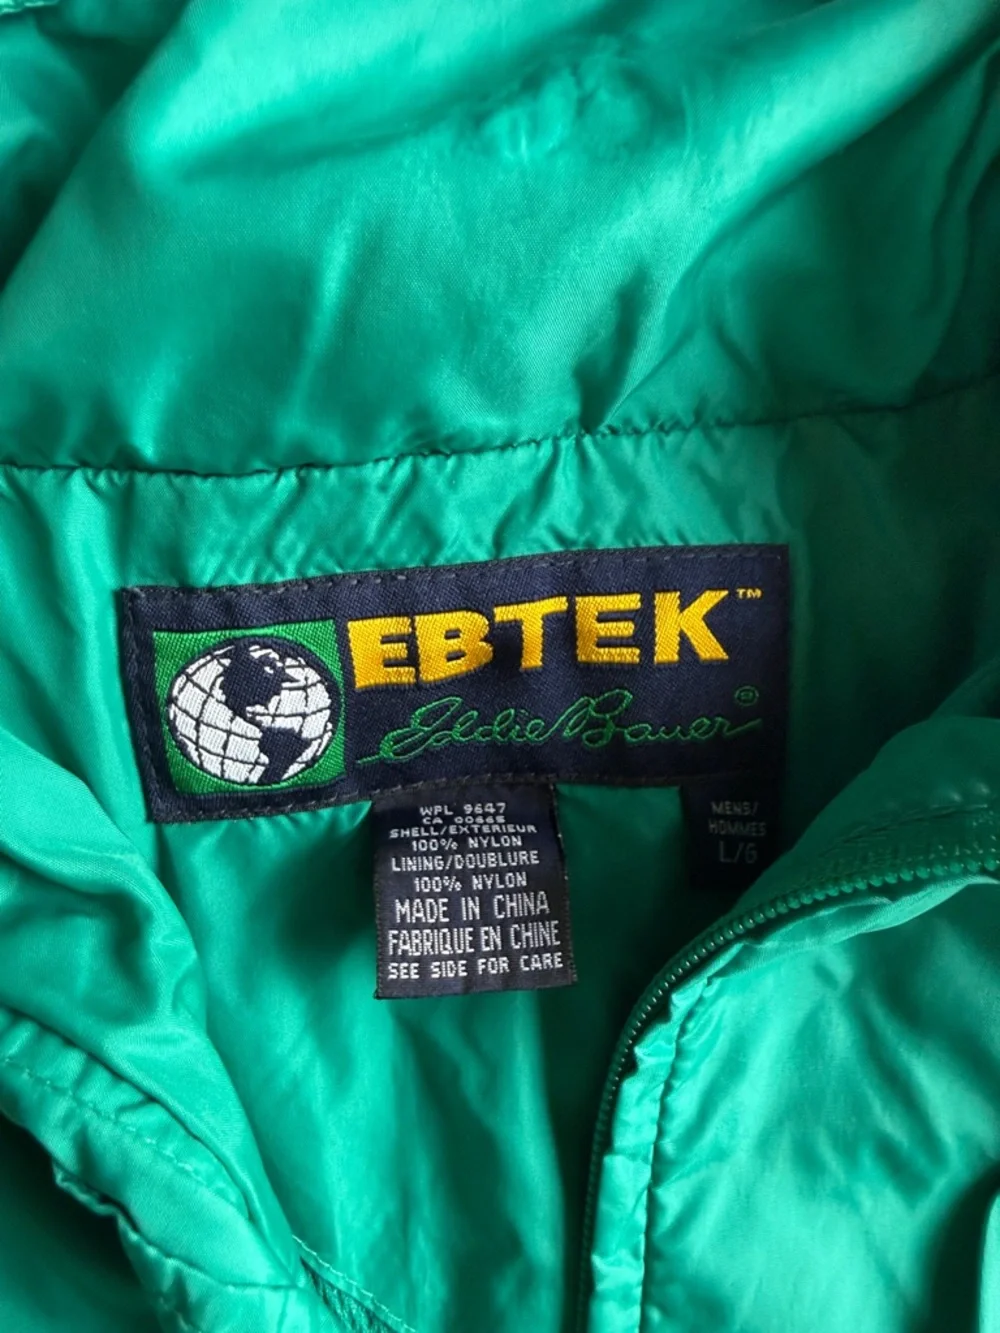 EBTEK™
Eddie Bauer®
WPL 9647
CA 00665
SHELL/EXTERIEUR
100% NYLON
LINING/DOUBLURE
100% NYLON
MADE IN CHINA
FABRIQUE EN CHINE
SEE SIDE FOR CARE
MENS/
HOMMES
L/G